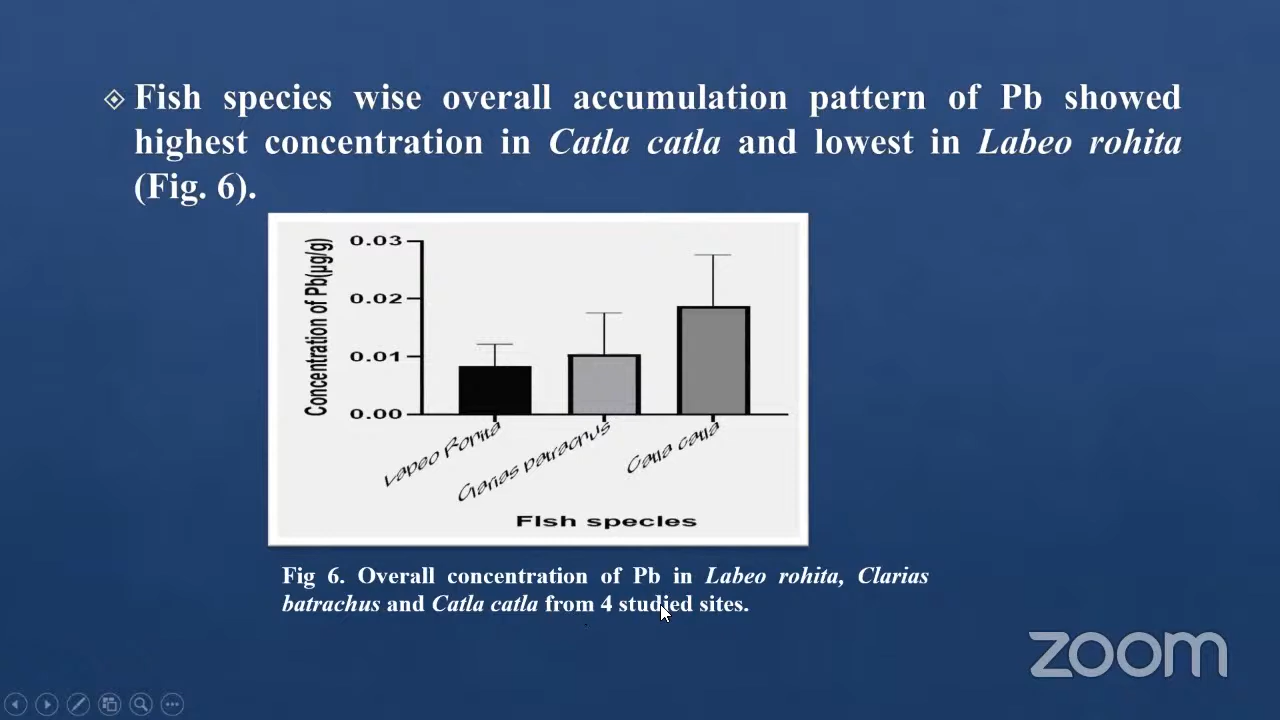 Fish species wise overall accumulation pattern of Pb showed
highest concentration in Catla catla and lowest in Labeo rohita
(Fig. 6).
Concentration of Pb(µg/g)
0.03
0.02
0.01
0.00
Labeo Rohita
Clarias batrachus
Catla catla
Fish species
Fig 6. Overall concentration of Pb in Labeo rohita, Clarias
batrachus and Catla catla from 4 studied sites.
zoom